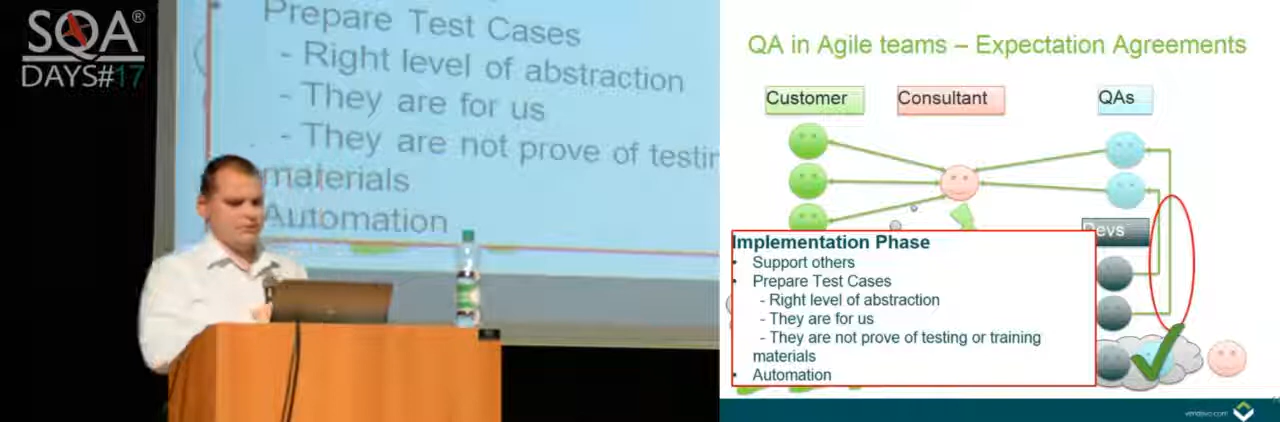 SQA®
DAYS#17
Prepare Test Cases
- Right level of abstraction
- They are for us
- They are not prove of testin
materials
Automation
QA in Agile teams – Expectation Agreements
Customer
Consultant
QAs
Devs
Implementation Phase
• Support others
• Prepare Test Cases
- Right level of abstraction
- They are for us
- They are not prove of testing or training
materials
• Automation